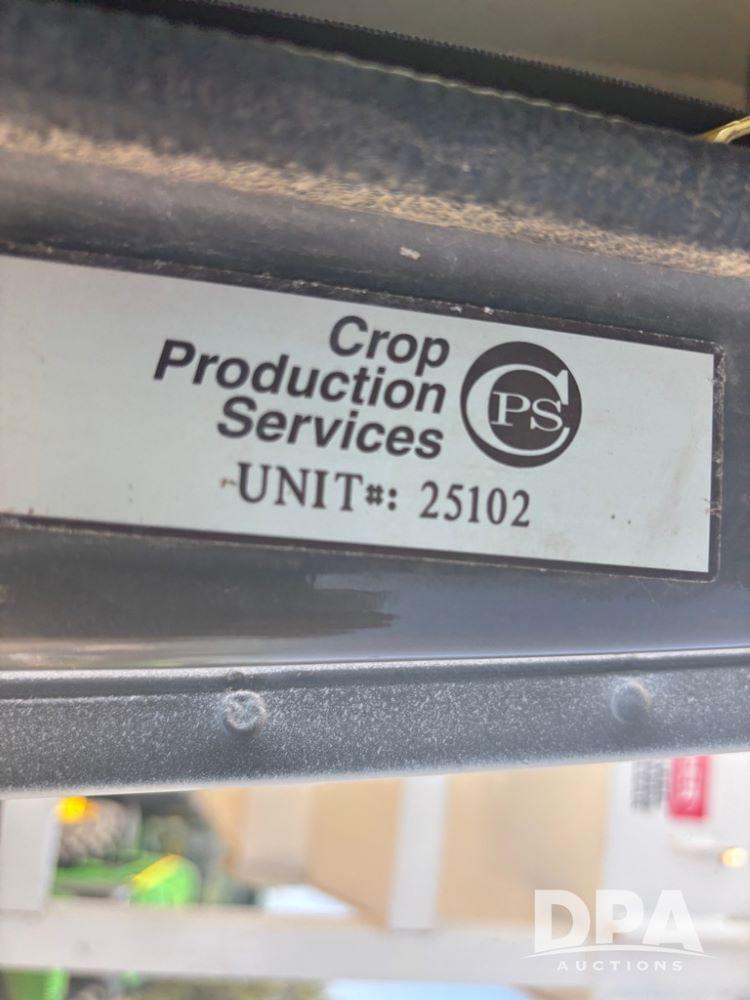 Crop
Production
Services
CPS
UNIT#: 25102
DPA
AUCTIONS